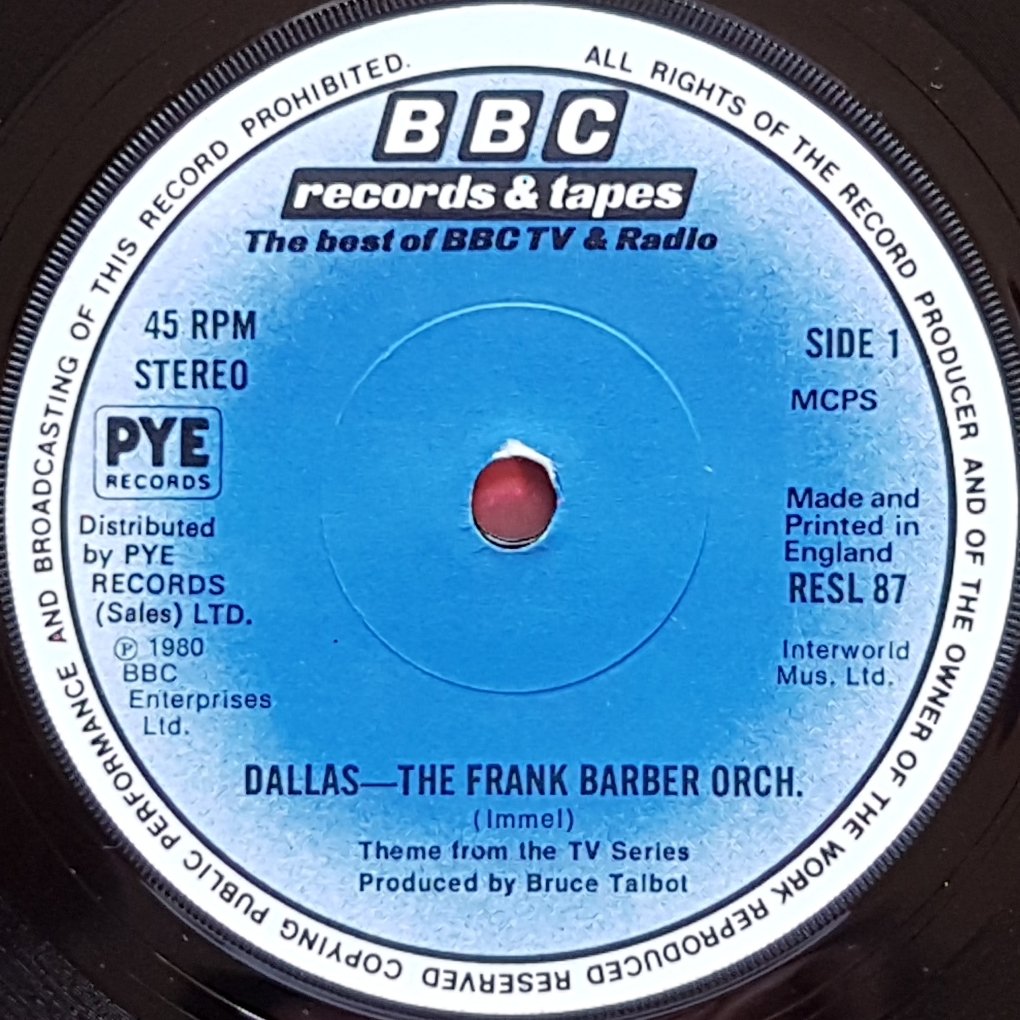 ALL RIGHTS OF THE RECORD PRODUCER AND OF THE OWNER OF THE WORK REPRODUCED RESERVED COPYING PUBLIC PERFORMANCE AND BROADCASTING OF THIS RECORD PROHIBITED.
BBC
records & tapes
The best of BBC TV & Radio
45 RPM
STEREO
PYE
RECORDS
Distributed
by PYE
RECORDS
(Sales) LTD.
Ⓟ 1980
BBC
Enterprises
Ltd.
SIDE 1
MCPS
Made and
Printed in
England
RESL 87
Interworld
Mus. Ltd.
DALLAS—THE FRANK BARBER ORCH.
(Immel)
Theme from the TV Series
Produced by Bruce Talbot